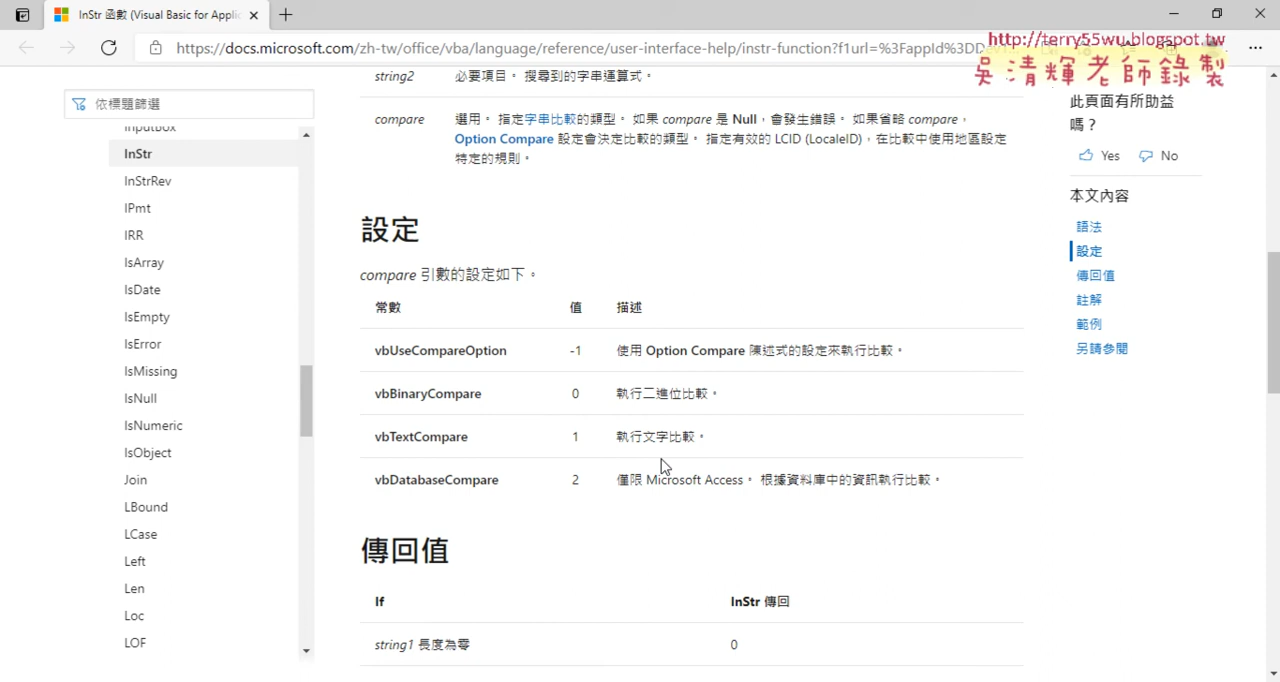 InStr 函數 (Visual Basic for Applic
https://docs.microsoft.com/zh-tw/office/vba/language/reference/user-interface-help/instr-function?f1url=%3FappId%3DDe
http://terry55wu.blogspot.tw
吳清輝老師錄製
依標題篩選
InputBox
InStr
InStrRev
IPmt
IRR
IsArray
IsDate
IsEmpty
IsError
IsMissing
IsNull
IsNumeric
IsObject
Join
LBound
LCase
Left
Len
Loc
LOF
string2 必要項目。 搜尋到的字串運算式。
compare 選用。 指定字串比較的類型。 如果 compare 是 Null，會發生錯誤。 如果省略 compare，
Option Compare 設定會決定比較的類型。 指定有效的 LCID (LocaleID)，在比較中使用地區設定
特定的規則。
設定
compare 引數的設定如下。
常數 值 描述
vbUseCompareOption -1 使用 Option Compare 陳述式的設定來執行比較。
vbBinaryCompare 0 執行二進位比較。
vbTextCompare 1 執行文字比較。
vbDatabaseCompare 2 僅限 Microsoft Access。 根據資料庫中的資訊執行比較。
傳回值
If InStr 傳回
string1 長度為零 0
此頁面有所助益
嗎？
Yes No
本文內容
語法
設定
傳回值
註解
範例
另請參閱